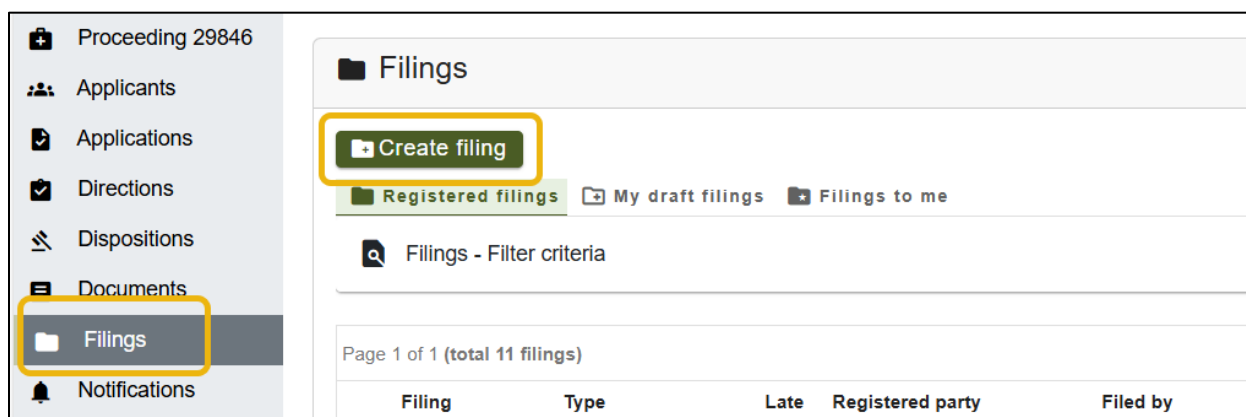 Proceeding 29846
Applicants
Applications
Directions
Dispositions
Documents
Filings
Notifications
Filings
Create filing
Registered filings My draft filings Filings to me
Filings - Filter criteria
Page 1 of 1 (total 11 filings)
Filing Type Late Registered party Filed by